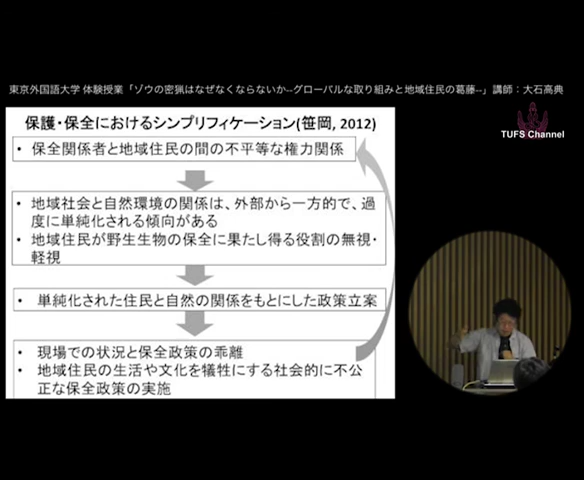 東京外国語大学 体験授業「ゾウの密猟はなぜなくならないか--グローバルな取り組みと地域住民の葛藤--」講師：大石高典
TUFS Channel
保護・保全におけるシンプリフィケーション(笹岡, 2012)
• 保全関係者と地域住民の間の不平等な権力関係
• 地域社会と自然環境の関係は、外部から一方的で、過
度に単純化される傾向がある
• 地域住民が野生生物の保全に果たし得る役割の無視・
軽視
• 単純化された住民と自然の関係をもとにした政策立案
• 現場での状況と保全政策の乖離
• 地域住民の生活や文化を犠牲にする社会的に不公
正な保全政策の実施